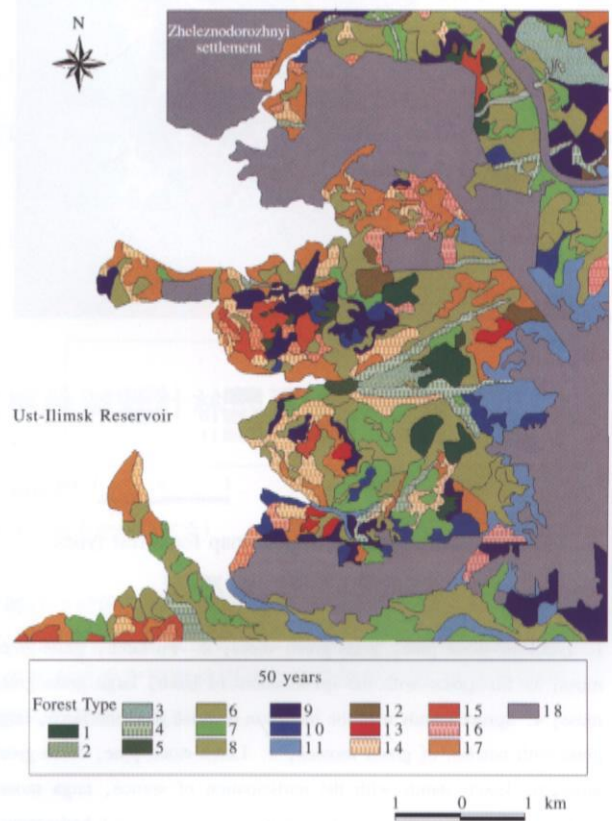 N
Zheleznodorozhnyi
settlement
Ust-Ilimsk Reservoir
50 years
Forest Type
1
2
3
4
5
6
7
8
9
10
11
12
13
14
15
16
17
18
1 0 1 km